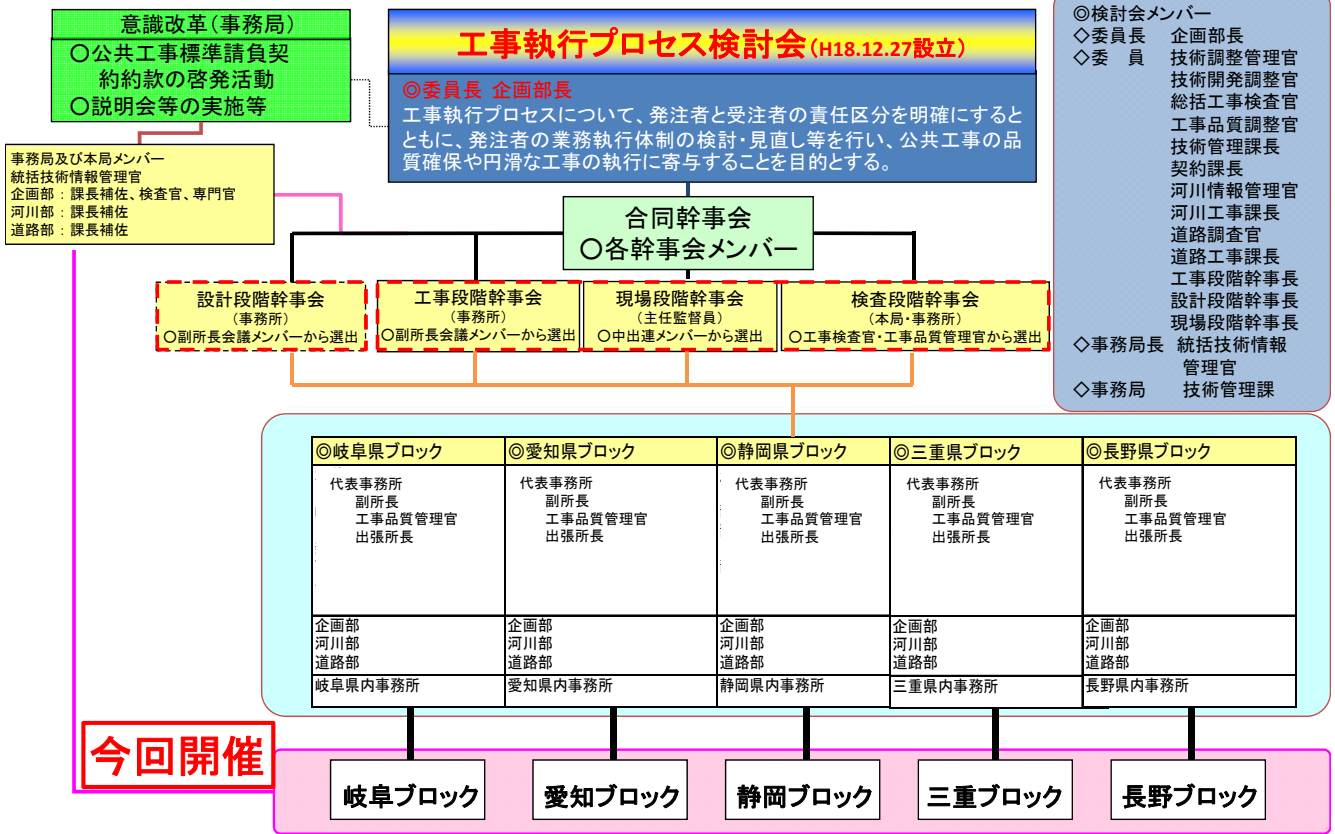 意識改革(事務局)
○公共工事標準請負契
約約款の啓発活動
○説明会等の実施等
工事執行プロセス検討会(H18.12.27設立)
◎委員長 企画部長
工事執行プロセスについて、発注者と受注者の責任区分を明確にすると
ともに、発注者の業務執行体制の検討・見直し等を行い、公共工事の品
質確保や円滑な工事の執行に寄与することを目的とする。
◎検討会メンバー
◇委員長 企画部長
◇委 員 技術調整管理官
技術開発調整官
総括工事検査官
工事品質調整官
技術管理課長
契約課長
河川情報管理官
河川工事課長
道路調査官
道路工事課長
工事段階幹事長
設計段階幹事長
現場段階幹事長
◇事務局長 統括技術情報
管理官
◇事務局 技術管理課
事務局及び本局メンバー
統括技術情報管理官
企画部：課長補佐、検査官、専門官
河川部：課長補佐
道路部：課長補佐
合同幹事会
○各幹事会メンバー
設計段階幹事会
(事務所)
○副所長会議メンバーから選出
工事段階幹事会
(事務所)
○副所長会議メンバーから選出
現場段階幹事会
(主任監督員)
○中出連メンバーから選出
検査段階幹事会
(本局・事務所)
○工事検査官・工事品質管理官から選出
◎岐阜県ブロック
代表事務所
副所長
工事品質管理官
出張所長
企画部
河川部
道路部
岐阜県内事務所
◎愛知県ブロック
代表事務所
副所長
工事品質管理官
出張所長
企画部
河川部
道路部
愛知県内事務所
◎静岡県ブロック
代表事務所
副所長
工事品質管理官
出張所長
企画部
河川部
道路部
静岡県内事務所
◎三重県ブロック
代表事務所
副所長
工事品質管理官
出張所長
企画部
河川部
道路部
三重県内事務所
◎長野県ブロック
代表事務所
副所長
工事品質管理官
出張所長
企画部
河川部
道路部
長野県内事務所
今回開催
岐阜ブロック
愛知ブロック
静岡ブロック
三重ブロック
長野ブロック